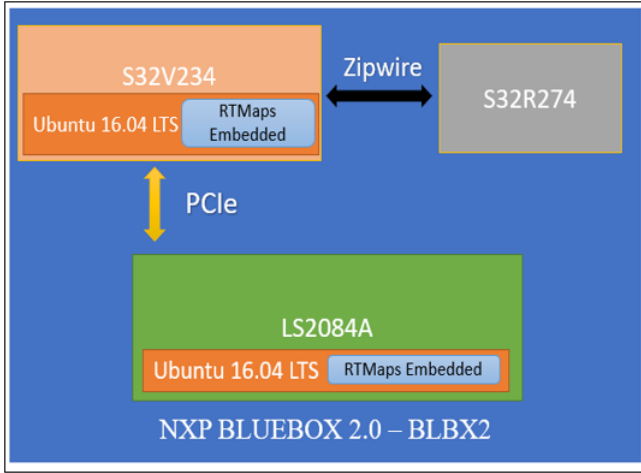 S32V234
Ubuntu 16.04 LTS
RTMaps
Embedded
Zipwire
S32R274
PCIe
LS2084A
Ubuntu 16.04 LTS
RTMaps Embedded
NXP BLUEBOX 2.0 – BLBX2